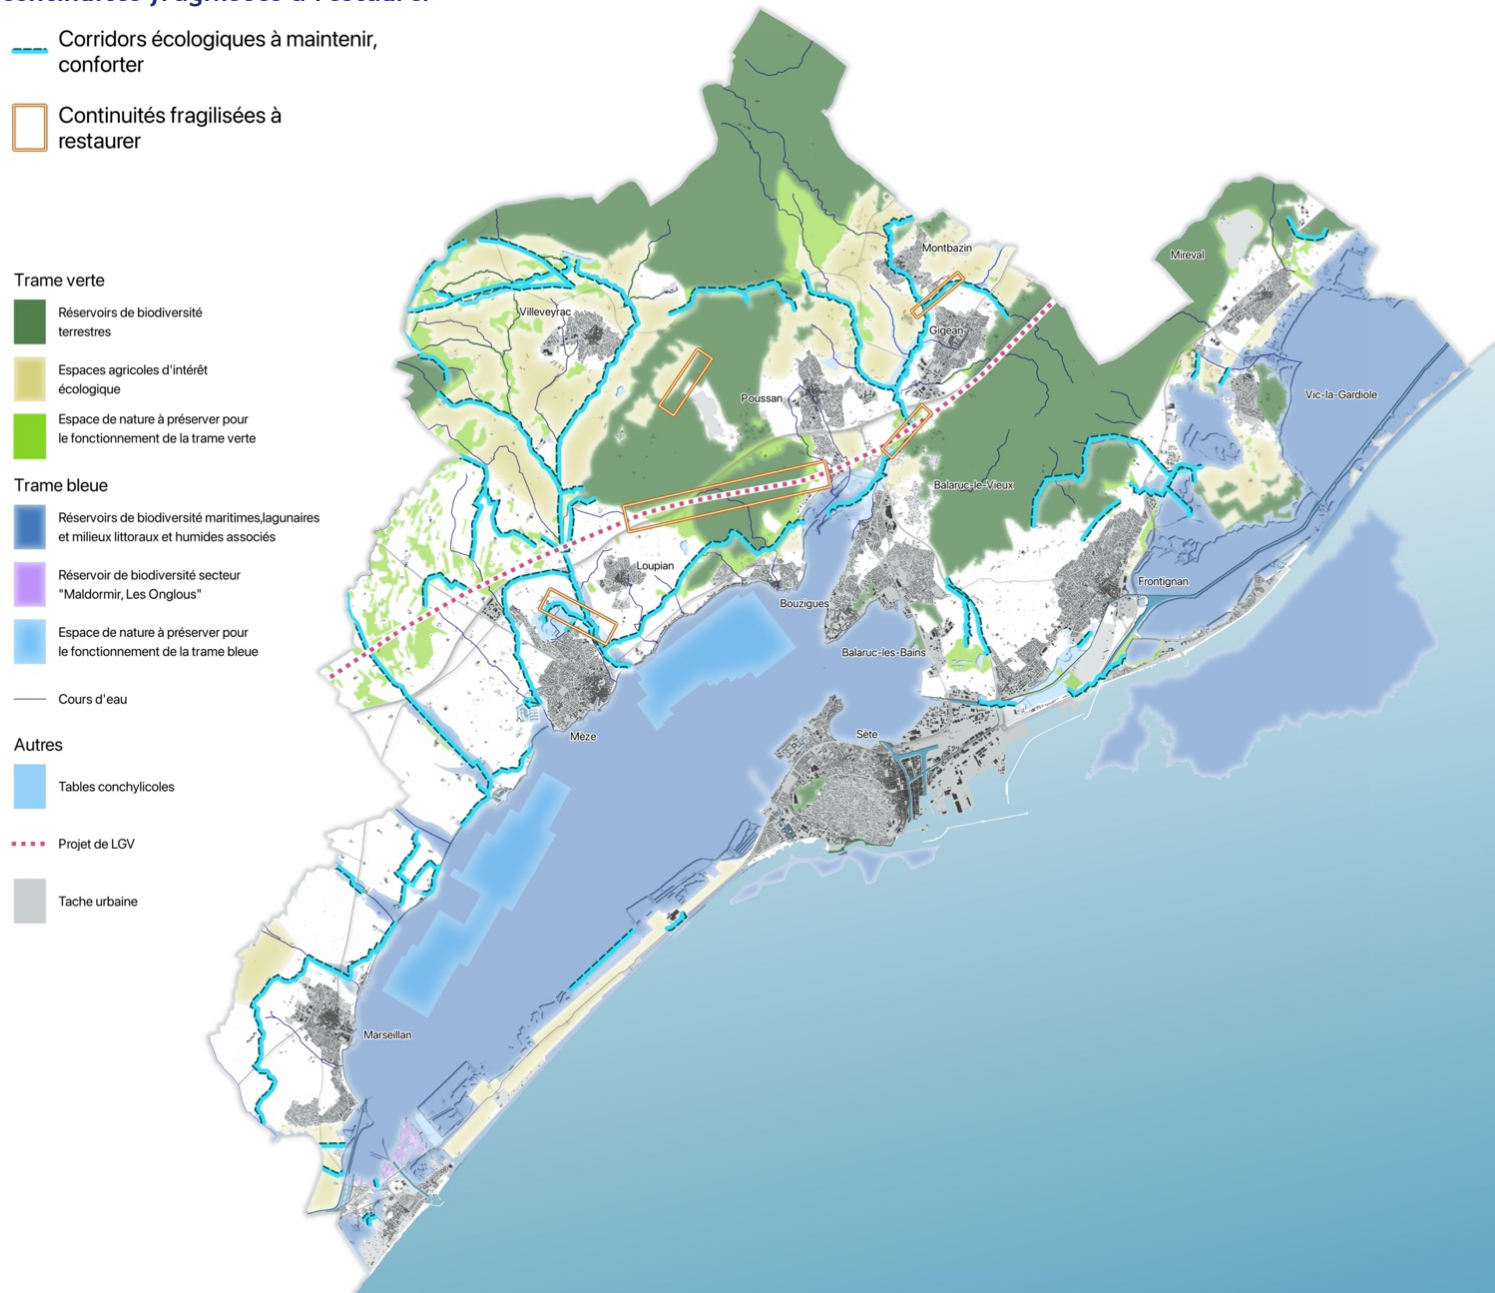 continuités fragilisées à restaurer
Corridors écologiques à maintenir,
conforter
Continuités fragilisées à
restaurer
Trame verte
Réservoirs de biodiversité
terrestres
Espaces agricoles d'intérêt
écologique
Espace de nature à préserver pour
le fonctionnement de la trame verte
Trame bleue
Réservoirs de biodiversité maritimes,lagunaires
et milieux littoraux et humides associés
Réservoir de biodiversité secteur
"Maldormir, Les Onglous"
Espace de nature à préserver pour
le fonctionnement de la trame bleue
Cours d'eau
Autres
Tables conchylicoles
Projet de LGV
Tache urbaine
Montbazin
Mireval
Villeveyrac
Gigean
Poussan
Vic-la-Gardiole
Balaruc-le-Vieux
Loupian
Frontignan
Bouzigues
Balaruc-les-Bains
Mèze
Sète
Marseillan